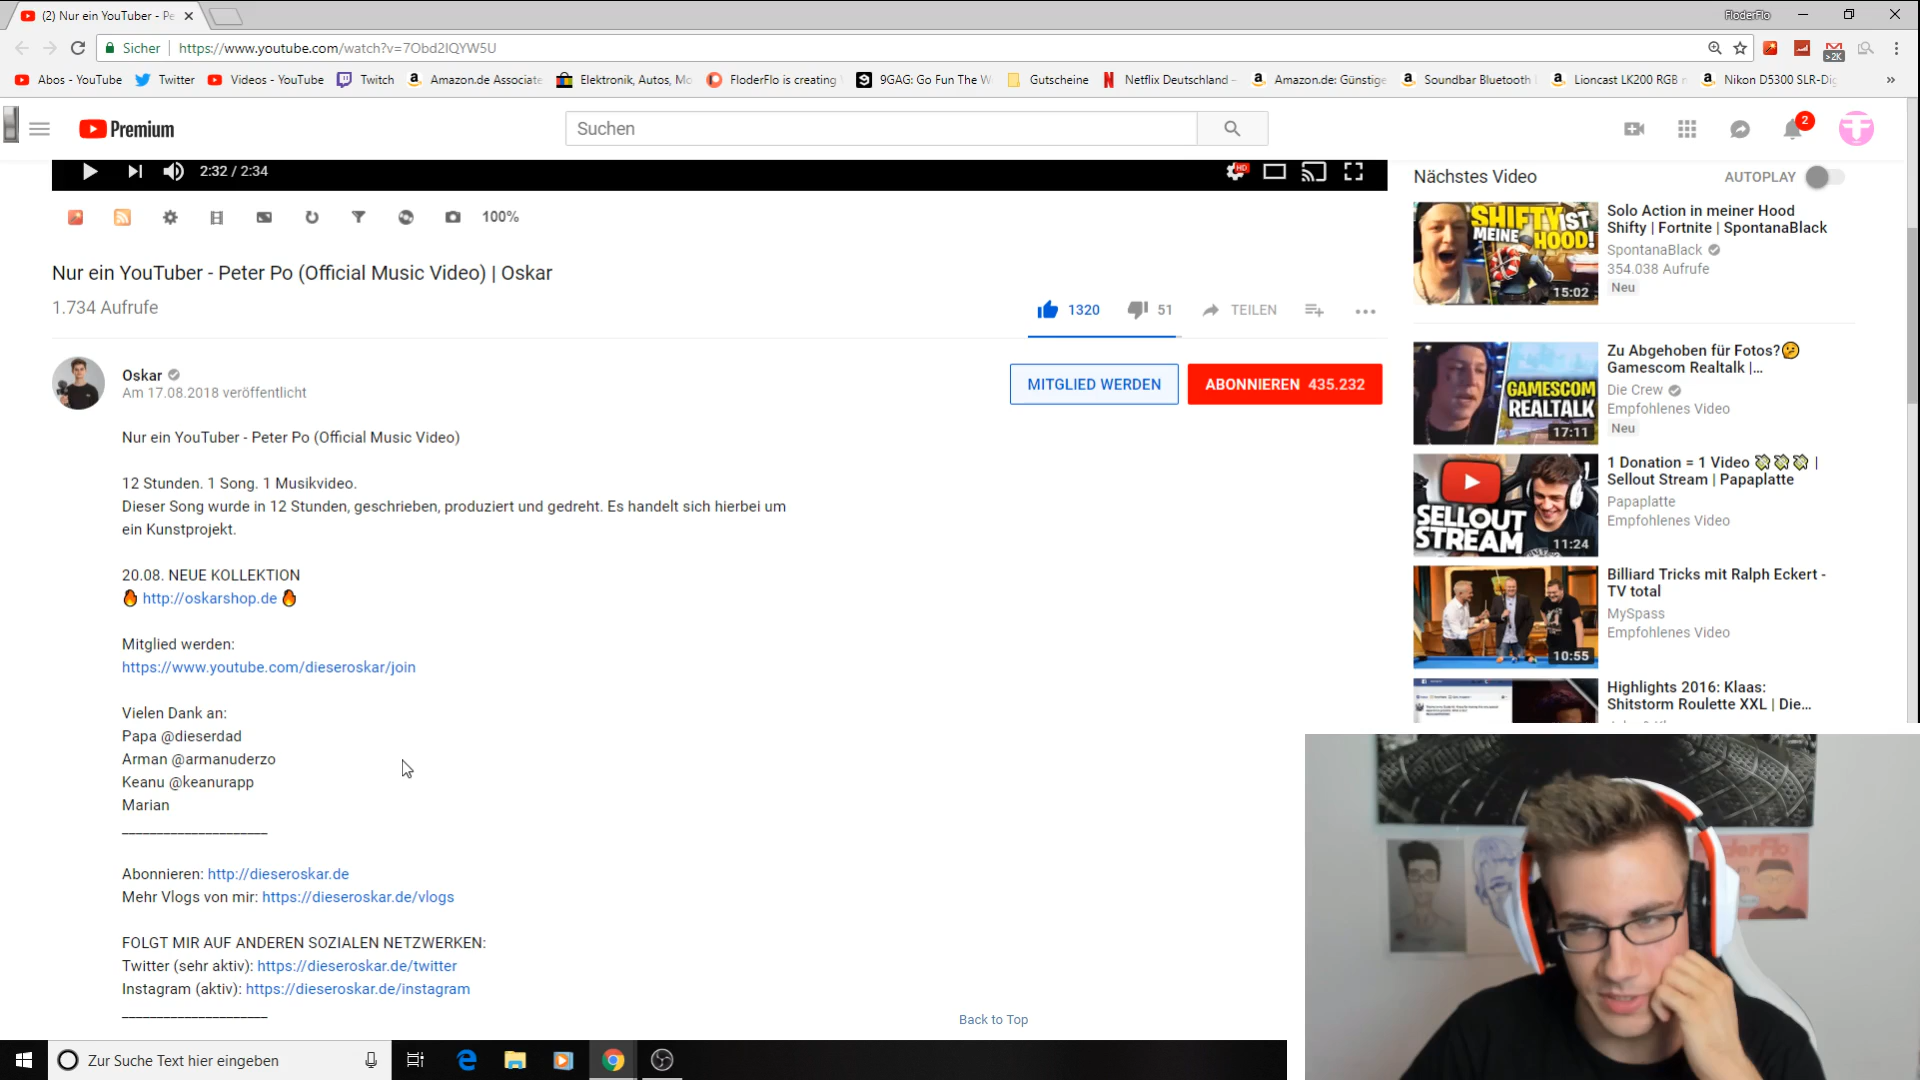 (2) Nur ein YouTuber - Pe
FloderFlo
Sicher https://www.youtube.com/watch?v=7Obd2IQYW5U
>2K
Abos - YouTube Twitter Videos - YouTube Twitch Amazon.de Associate Elektronik, Autos, Mo FloderFlo is creating 9GAG: Go Fun The W Gutscheine Netflix Deutschland - Amazon.de: Günstige Soundbar Bluetooth Lioncast LK200 RGB Nikon D5300 SLR-Dig »
Premium
Suchen
2
2:32 / 2:34
HD
100%
Nur ein YouTuber - Peter Po (Official Music Video) | Oskar
1.734 Aufrufe
1320 51 TEILEN
Oskar
Am 17.08.2018 veröffentlicht
MITGLIED WERDEN
ABONNIEREN 435.232
Nur ein YouTuber - Peter Po (Official Music Video)
12 Stunden. 1 Song. 1 Musikvideo.
Dieser Song wurde in 12 Stunden, geschrieben, produziert und gedreht. Es handelt sich hierbei um
ein Kunstprojekt.
20.08. NEUE KOLLEKTION
🔥 http://oskarshop.de 🔥
Mitglied werden:
https://www.youtube.com/dieseroskar/join
Vielen Dank an:
Papa @dieserdad
Arman @armanuderzo
Keanu @keanurapp
Marian
_____________________
Abonnieren: http://dieseroskar.de
Mehr Vlogs von mir: https://dieseroskar.de/vlogs
FOLGT MIR AUF ANDEREN SOZIALEN NETZWERKEN:
Twitter (sehr aktiv): https://dieseroskar.de/twitter
Instagram (aktiv): https://dieseroskar.de/instagram
_____________________
Back to Top
Nächstes Video
AUTOPLAY
SHIFTY IST
MEINE HOOD!
15:02
Solo Action in meiner Hood
Shifty | Fortnite | SpontanaBlack
SpontanaBlack
354.038 Aufrufe
Neu
GAMESCOM
REALTALK
17:11
Zu Abgehoben für Fotos?🤔
Gamescom Realtalk |...
Die Crew
Empfohlenes Video
Neu
SELLOUT
STREAM
11:24
1 Donation = 1 Video 💸💸💸 |
Sellout Stream | Papaplatte
Papaplatte
Empfohlenes Video
10:55
Billiard Tricks mit Ralph Eckert -
TV total
MySpass
Empfohlenes Video
Highlights 2016: Klaas:
Shitstorm Roulette XXL | Die...
FloderFlo
Zur Suche Text hier eingeben